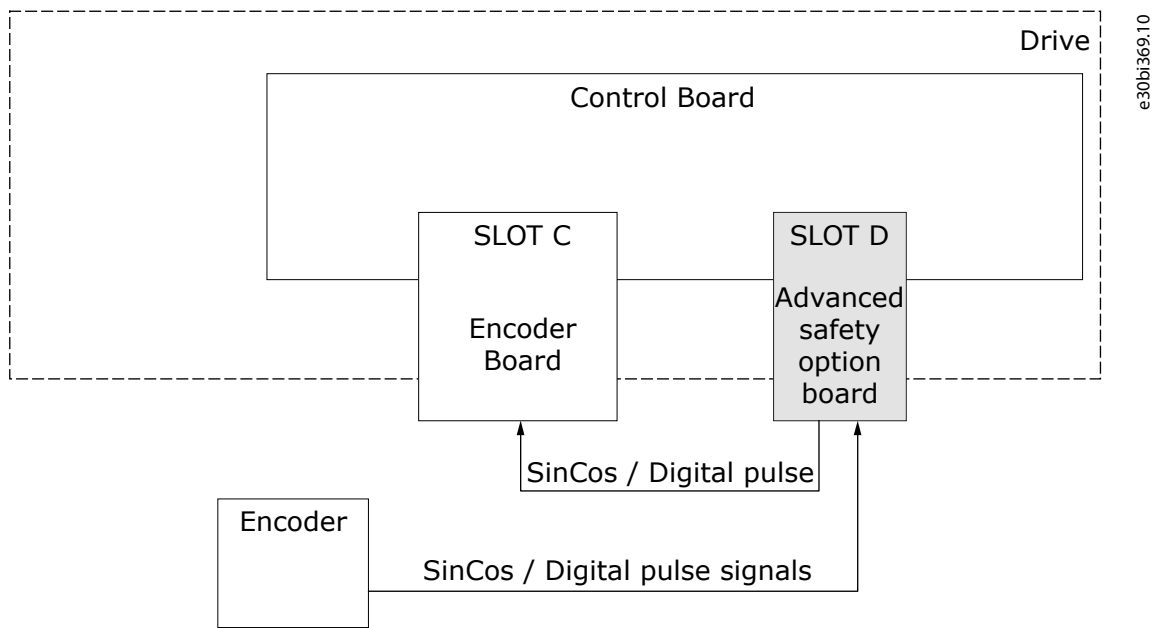 Drive
e30bi369.10
Control Board
SLOT C
Encoder
Board
SLOT D
Advanced
safety
option
board
SinCos / Digital pulse
Encoder
SinCos / Digital pulse signals